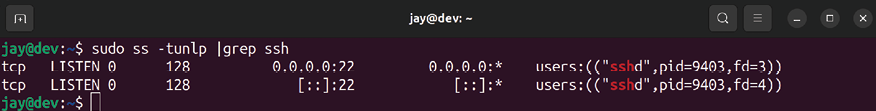 jay@dev: ~
jay@dev:~$ sudo ss -tunlp |grep ssh
tcp   LISTEN 0      128          0.0.0.0:22        0.0.0.0:*    users:(("sshd",pid=9403,fd=3))
tcp   LISTEN 0      128             [::]:22           [::]:*    users:(("sshd",pid=9403,fd=4))
jay@dev:~$